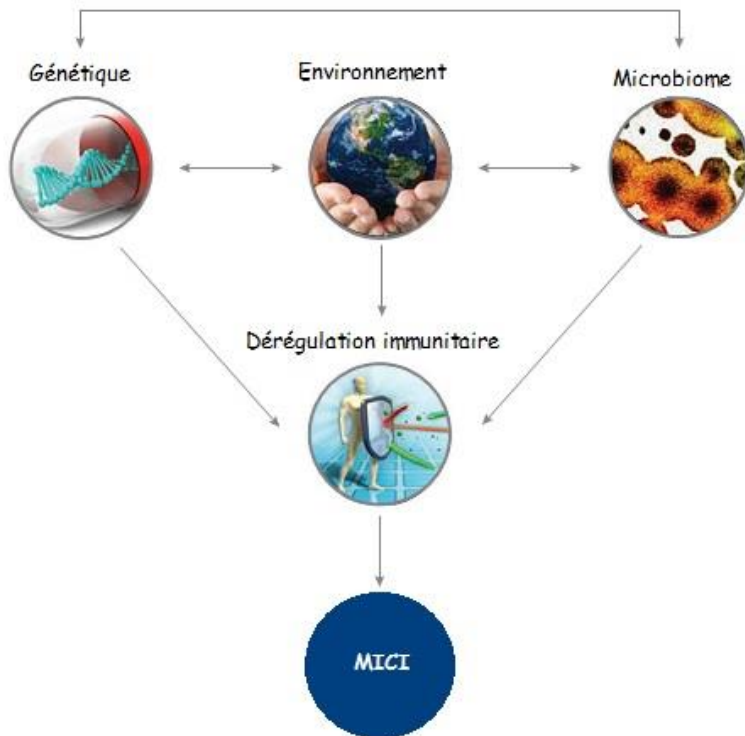 Génétique
Environnement
Microbiome
Dérégulation immunitaire
MICI